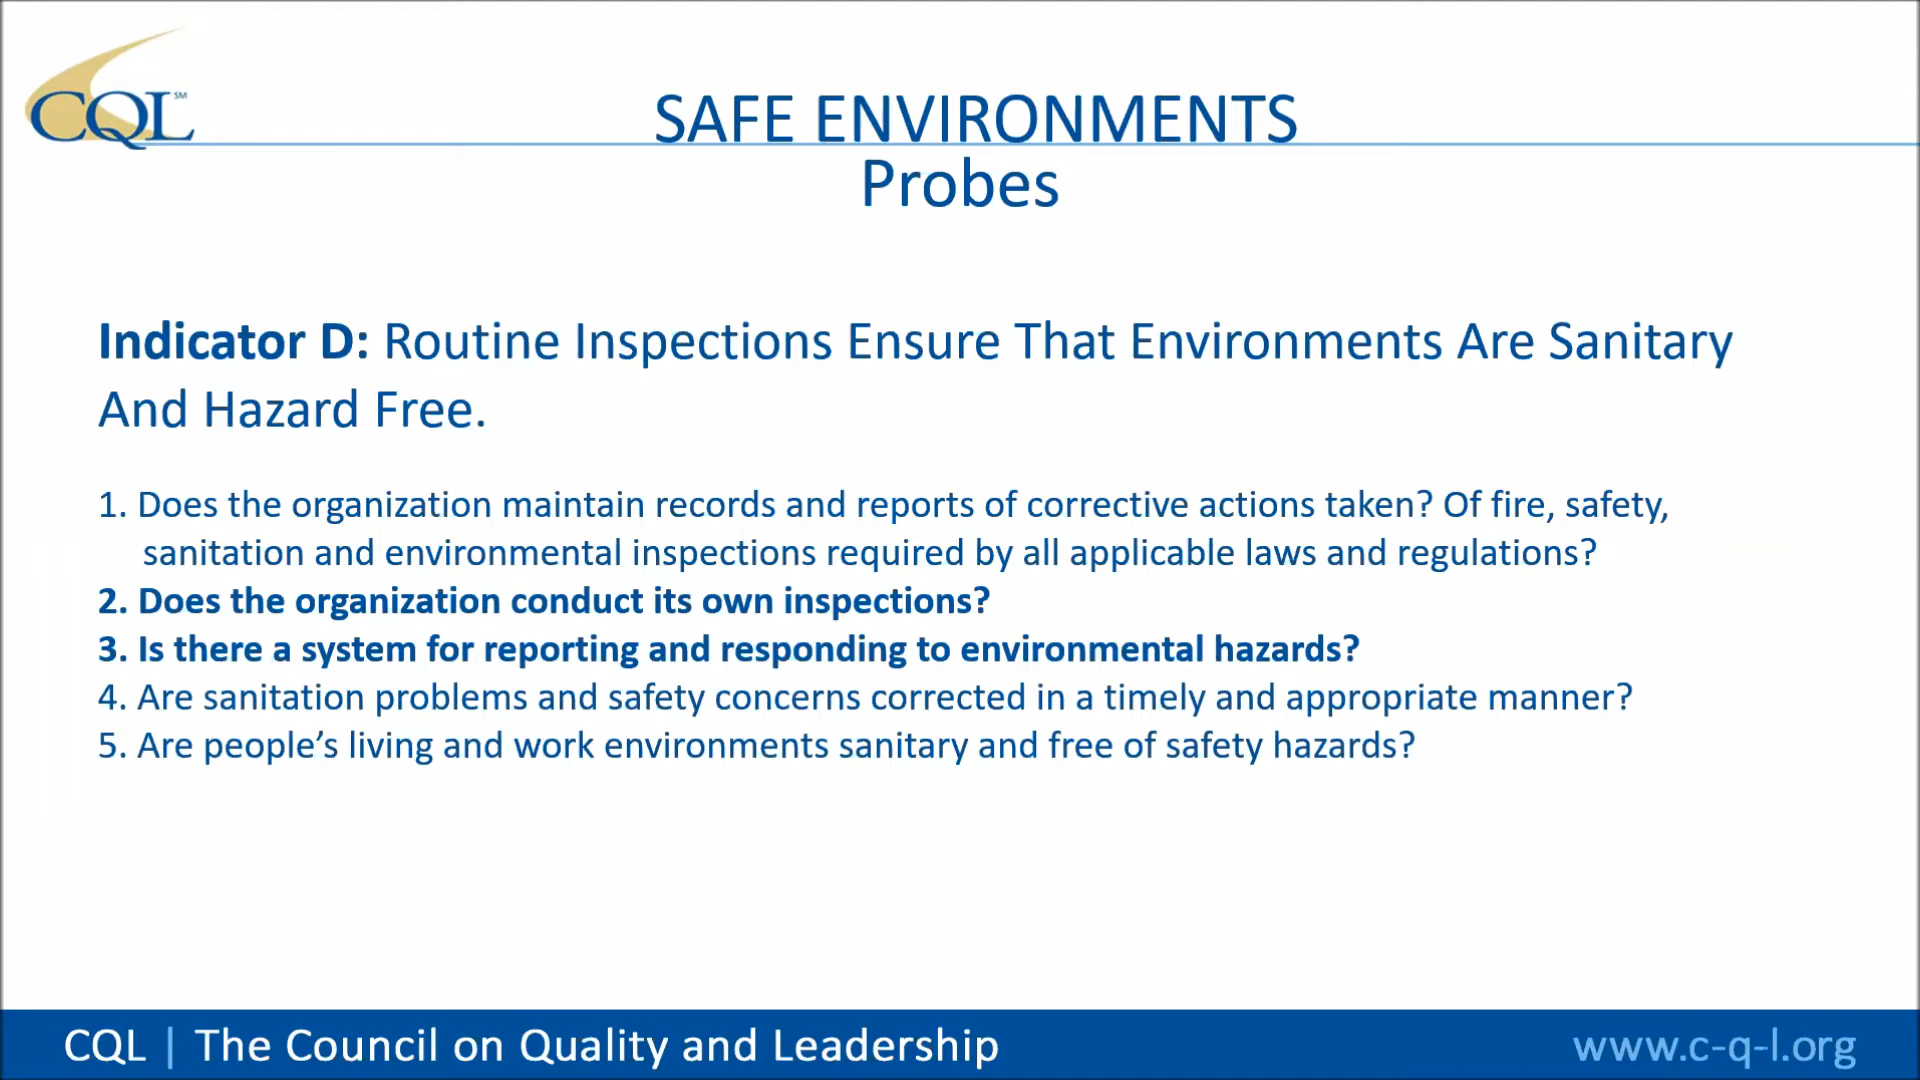 CQL SM
SAFE ENVIRONMENTS
Probes
Indicator D: Routine Inspections Ensure That Environments Are Sanitary
And Hazard Free.
1. Does the organization maintain records and reports of corrective actions taken? Of fire, safety,
sanitation and environmental inspections required by all applicable laws and regulations?
2. Does the organization conduct its own inspections?
3. Is there a system for reporting and responding to environmental hazards?
4. Are sanitation problems and safety concerns corrected in a timely and appropriate manner?
5. Are people’s living and work environments sanitary and free of safety hazards?
CQL | The Council on Quality and Leadership
www.c-q-l.org